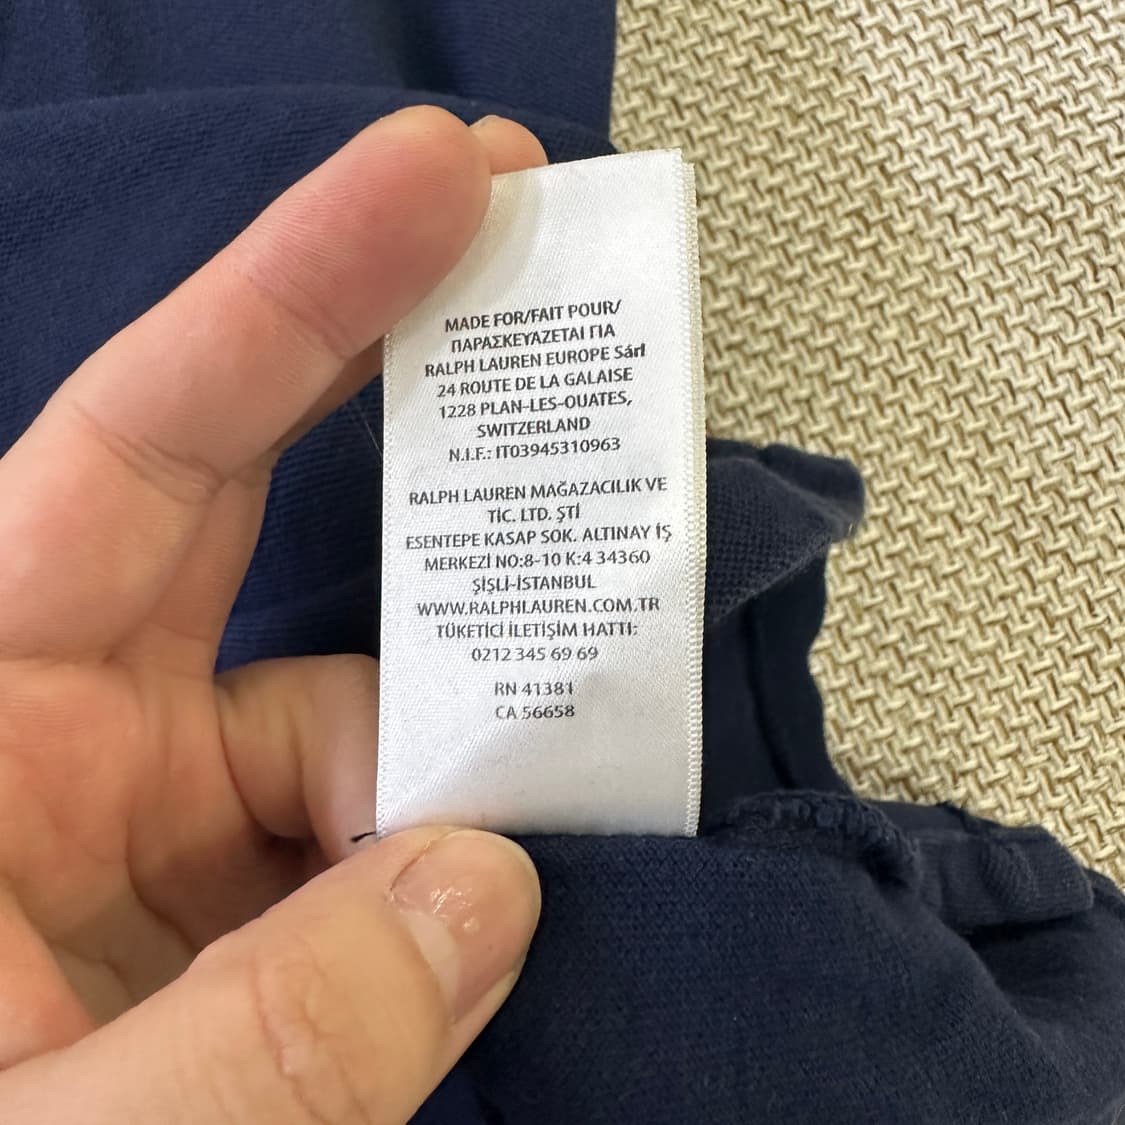 MADE FOR/FAIT POUR/
ΠΑΡΑΣΚΕΥΑΖΕΤΑΙ ΓΙΑ
RALPH LAUREN EUROPE Sárl
24 ROUTE DE LA GALAISE
1228 PLAN-LES-OUATES,
SWITZERLAND
N.I.F.: IT03945310963
RALPH LAUREN MAĞAZACILIK VE
TİC. LTD. ŞTİ
ESENTEPE KASAP SOK. ALTINAY İŞ
MERKEZİ NO:8-10 K:4 34360
ŞİŞLİ-İSTANBUL
WWW.RALPHLAUREN.COM.TR
TÜKETİCİ İLETİŞİM HATTI:
0212 345 69 69
RN 41381
CA 56658